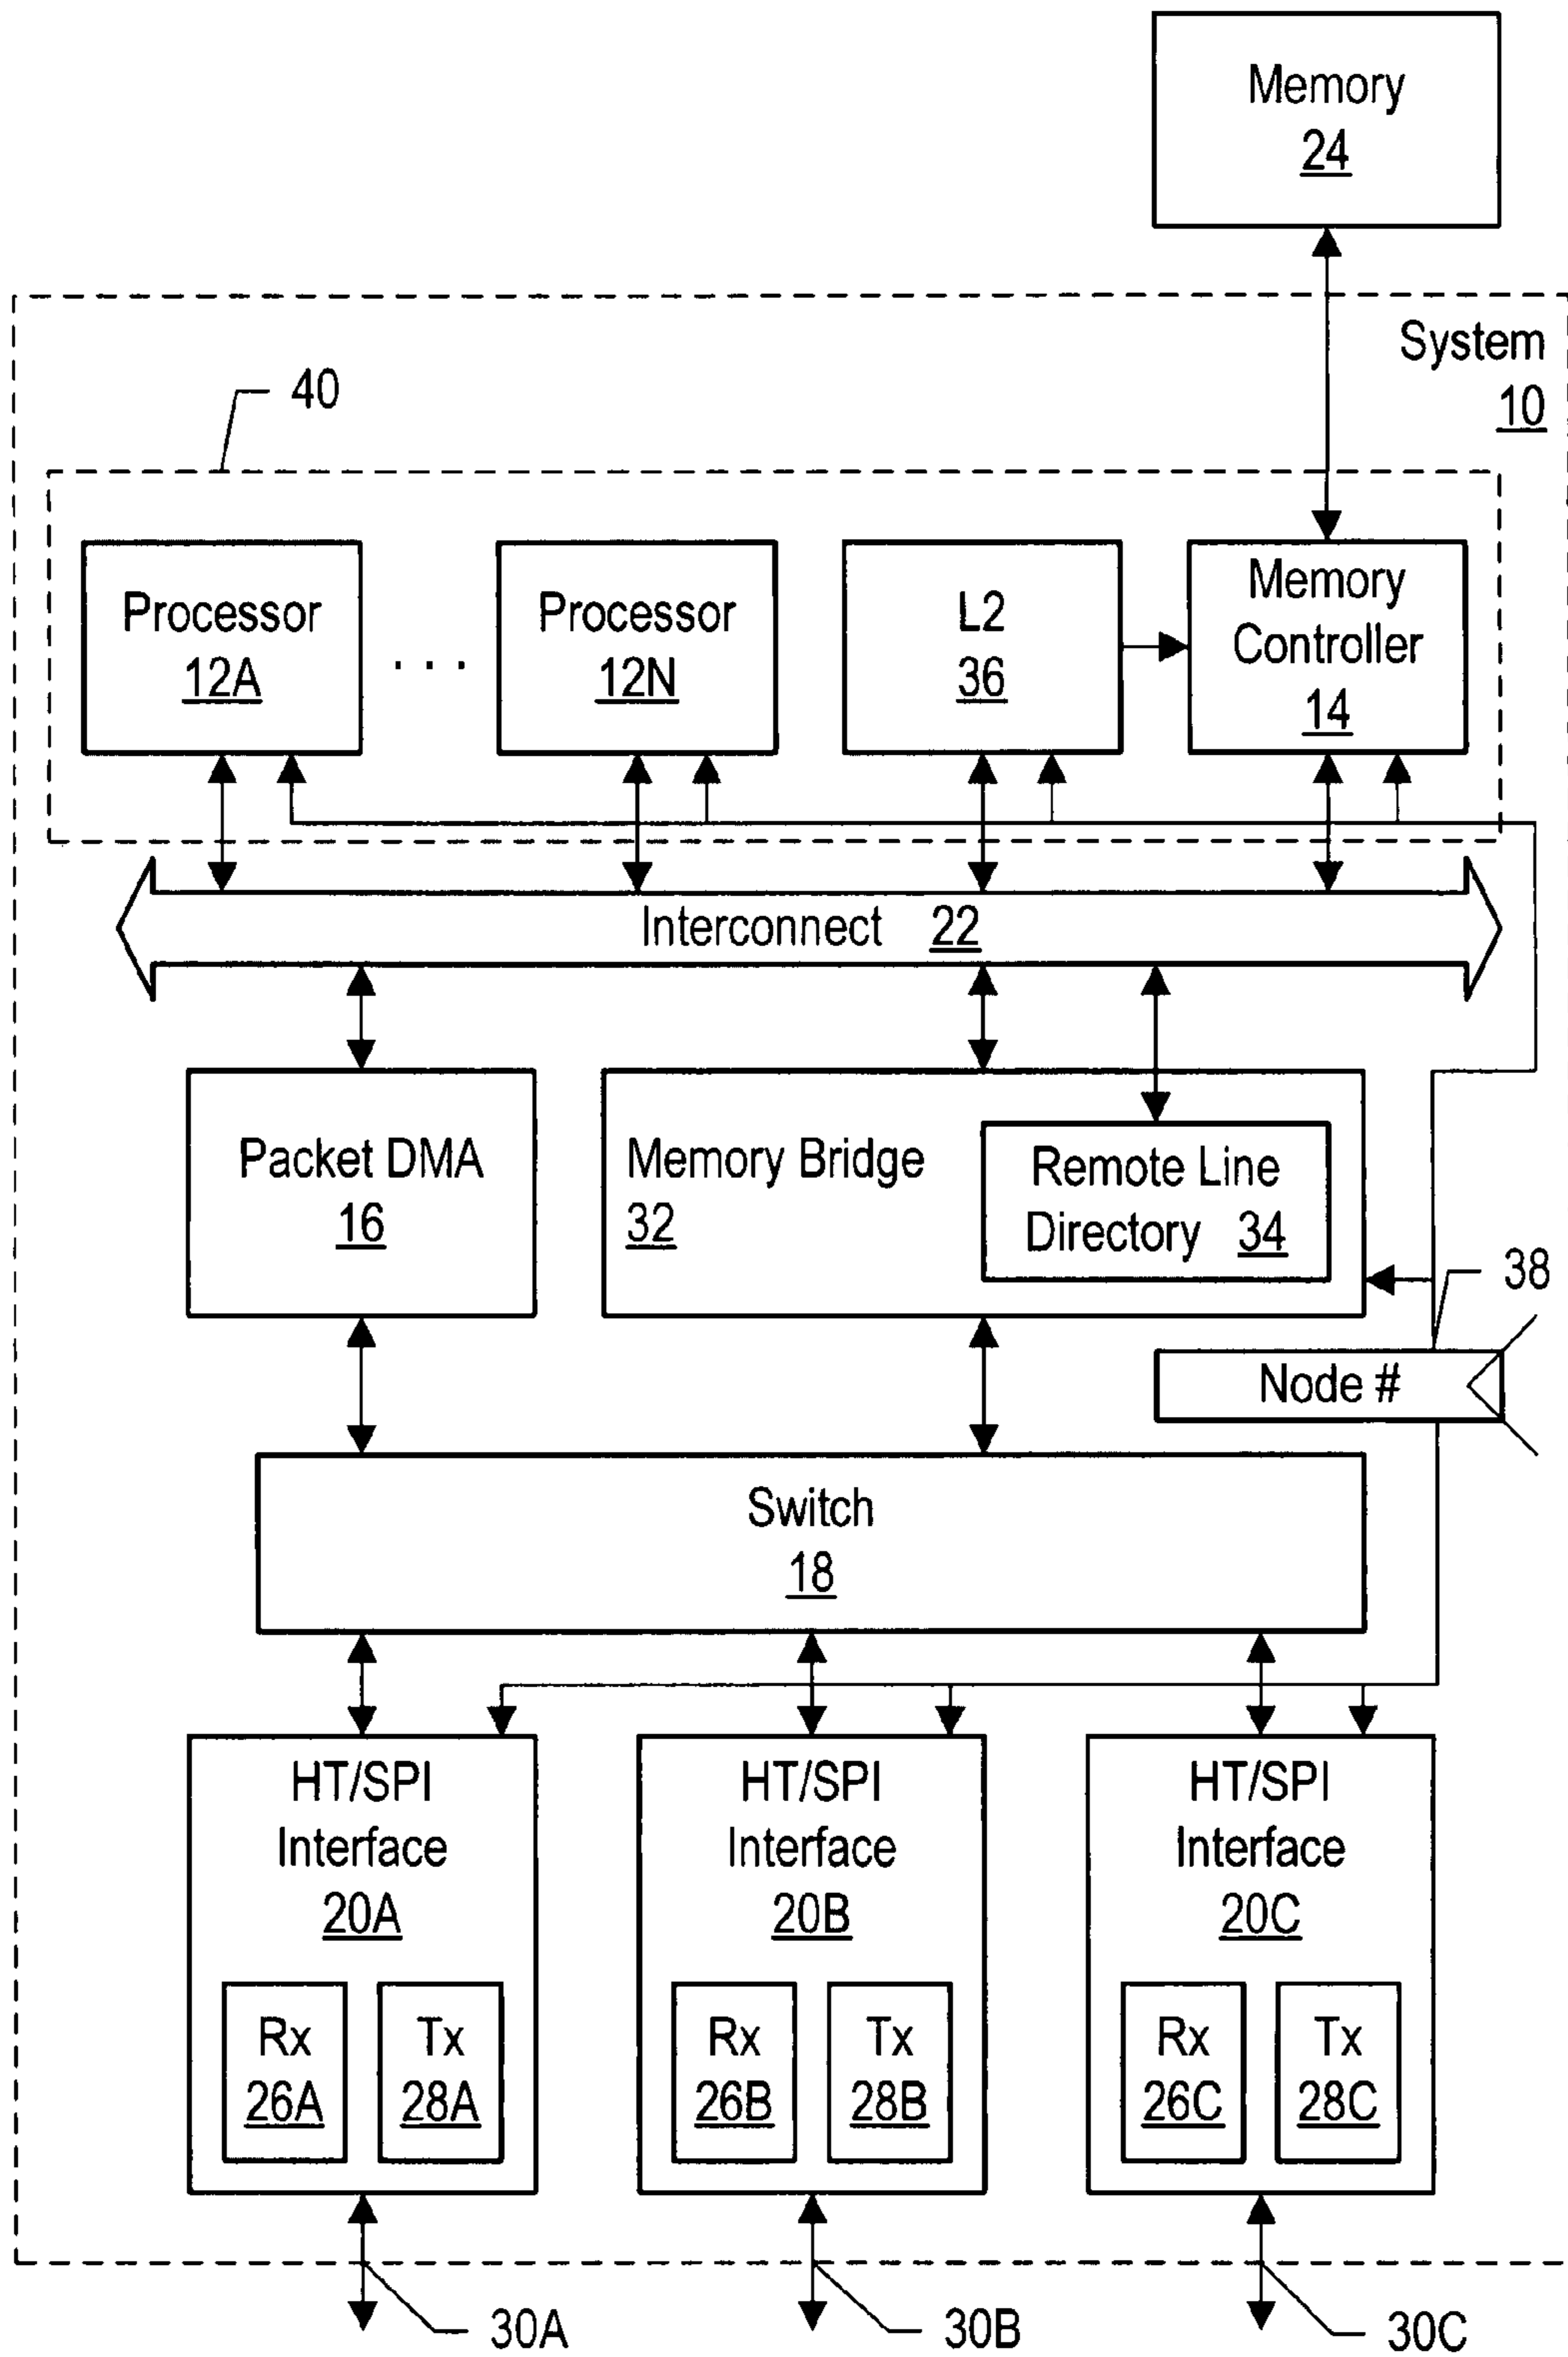 Memory
24
System
10
40
Processor
12A
. . .
Processor
12N
L2
36
Memory
Controller
14
Interconnect 22
Packet DMA
16
Memory Bridge
32
Remote Line
Directory 34
38
Node #
Switch
18
HT/SPI
Interface
20A
Rx
26A
Tx
28A
HT/SPI
Interface
20B
Rx
26B
Tx
28B
HT/SPI
Interface
20C
Rx
26C
Tx
28C
30A
30B
30C